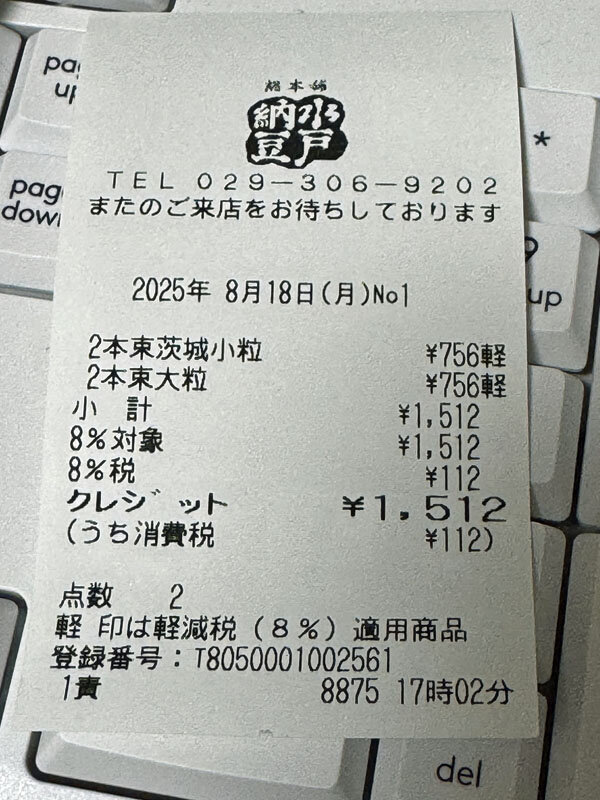 総本舗
水戸
納豆
TEL 029-306-9202
またのご来店をお待ちしております
2025年 8月18日(月)No1
2本束茨城小粒 ¥756軽
2本束大粒 ¥756軽
小 計 ¥1,512
8%対象 ¥1,512
8%税 ¥112
クレジット ¥1,512
(うち消費税 ¥112)
点数 2
軽 印は軽減税(8%)適用商品
登録番号:T8050001002561
1責 8875 17時02分
page
down
*
9
up
del